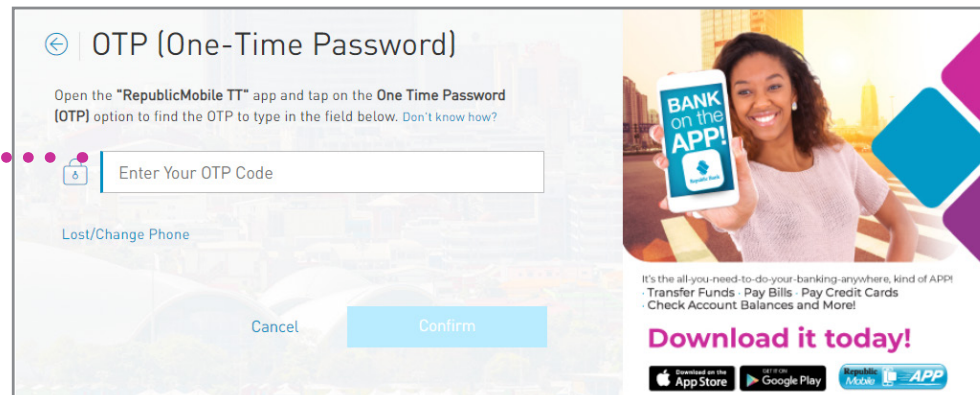 OTP (One-Time Password)
Open the "RepublicMobile TT" app and tap on the One Time Password
(OTP) option to find the OTP to type in the field below. Don't know how?
Enter Your OTP Code
Lost/Change Phone
Cancel
Confirm
BANK
on the
APP!
Republic Bank
It's the all-you-need-to-do-your-banking-anywhere, kind of APP!
· Transfer Funds · Pay Bills · Pay Credit Cards
· Check Account Balances and More!
Download it today!
Download on the
App Store
GET IT ON
Google Play
Republic
Mobile
APP